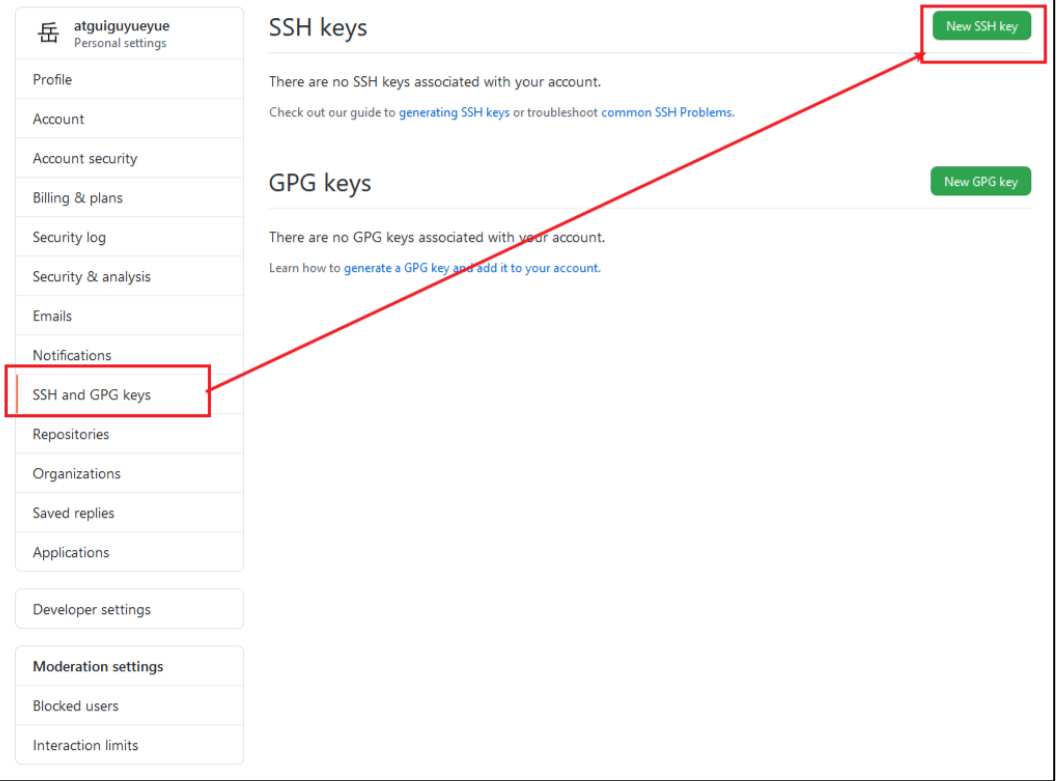 岳
atguiguyueyue
Personal settings
Profile
Account
Account security
Billing & plans
Security log
Security & analysis
Emails
Notifications
SSH and GPG keys
Repositories
Organizations
Saved replies
Applications
Developer settings
Moderation settings
Blocked users
Interaction limits
SSH keys
New SSH key
There are no SSH keys associated with your account.
Check out our guide to generating SSH keys or troubleshoot common SSH Problems.
GPG keys
New GPG key
There are no GPG keys associated with your account.
Learn how to generate a GPG key and add it to your account.